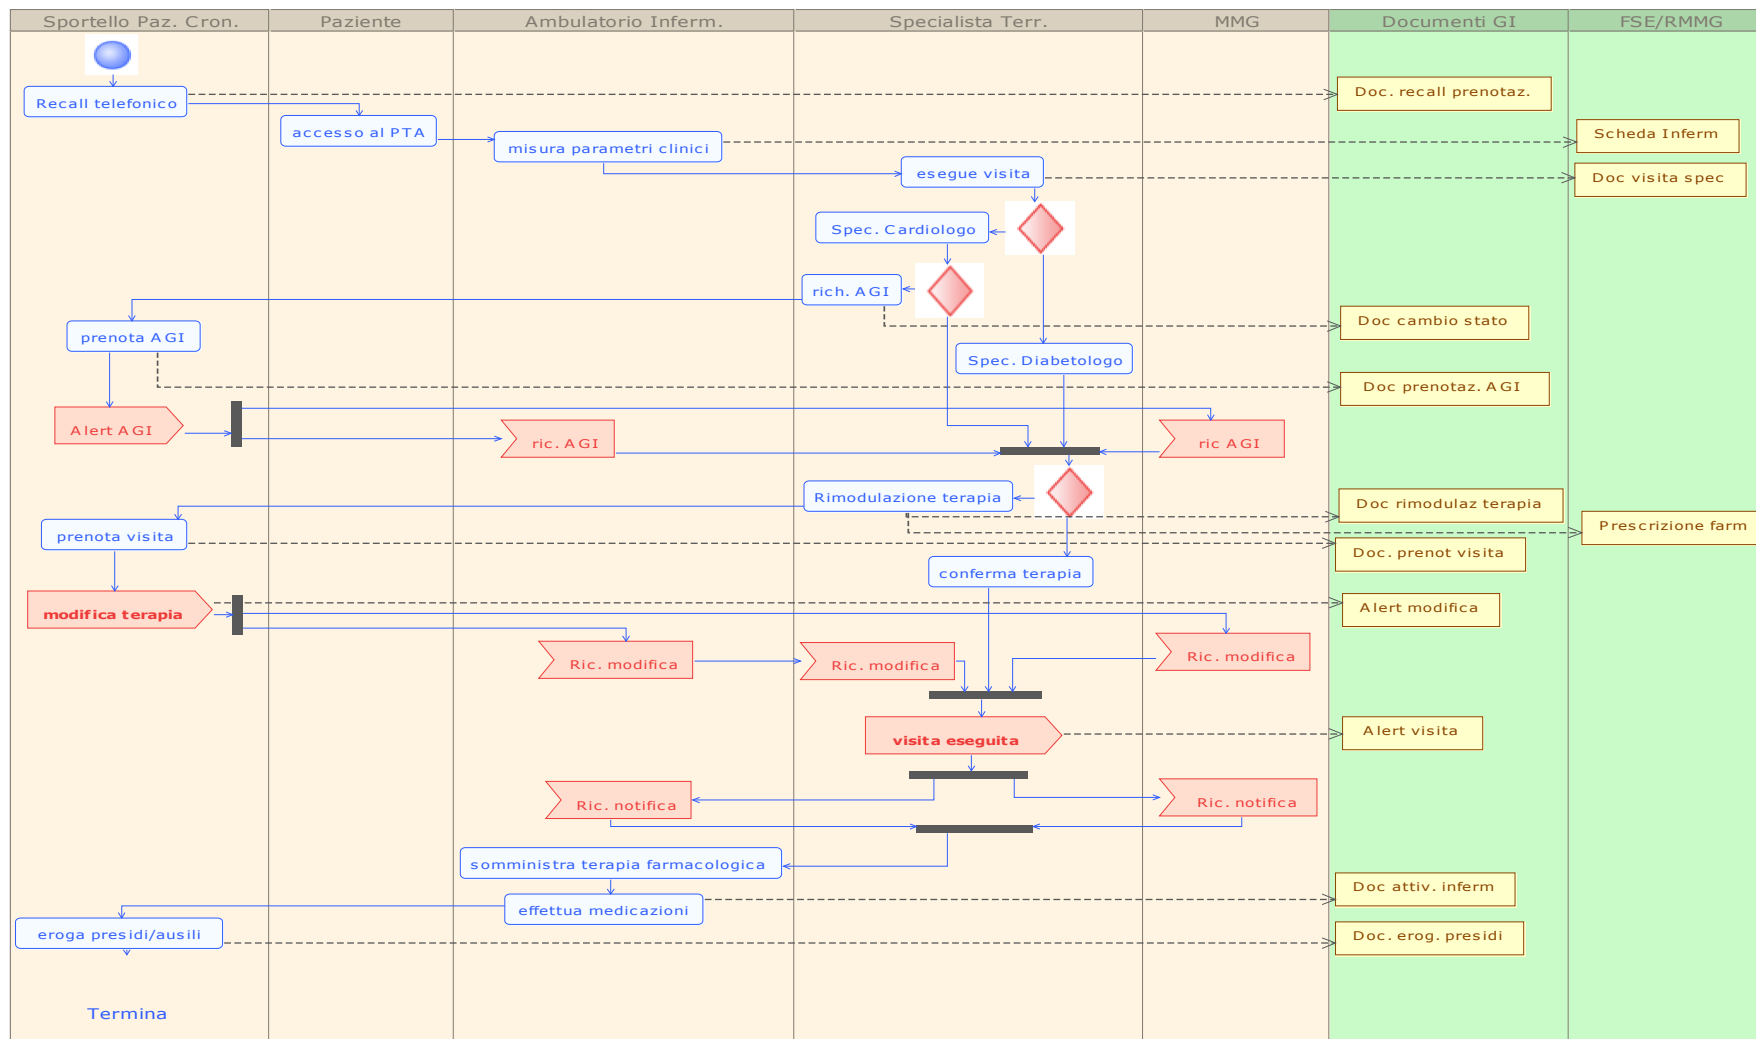 Sportello Paz. Cron.
Paziente
Ambulatorio Inferm.
Specialista Terr.
MMG
Documenti GI
FSE/RMMG
Recall telefonico
Doc. recall prenotaz.
accesso al PTA
misura parametri clinici
Scheda Inferm
esegue visita
Doc visita spec
Spec. Cardiologo
rich. AGI
prenota AGI
Doc cambio stato
Spec. Diabetologo
Doc prenotaz. AGI
Alert AGI
ric. AGI
ric AGI
Rimodulazione terapia
Doc rimodulaz terapia
Prescrizione farm
prenota visita
Doc. prenot visita
conferma terapia
modifica terapia
Alert modifica
Ric. modifica
Ric. modifica
Ric. modifica
visita eseguita
Alert visita
Ric. notifica
Ric. notifica
somministra terapia farmacologica
Doc attiv. inferm
effettua medicazioni
eroga presidi/ausili
Doc. erog. presidi
Termina